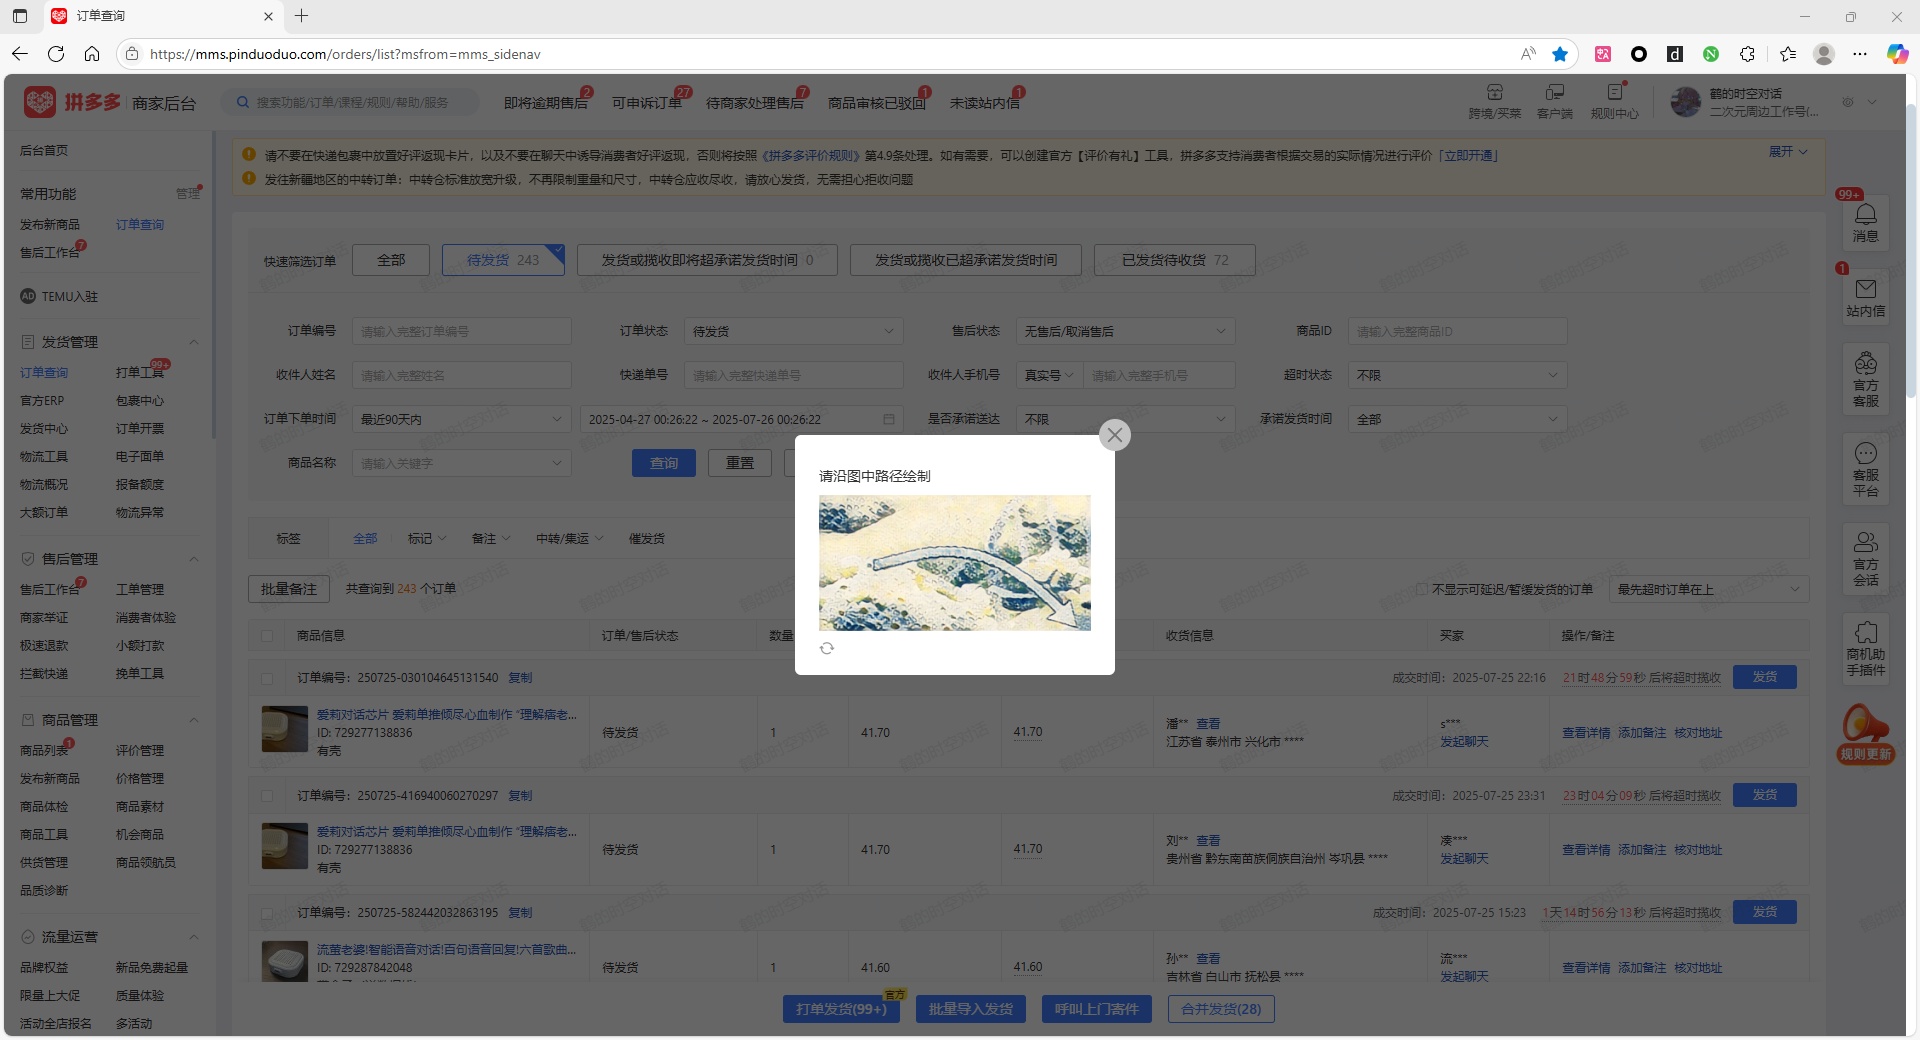 订单查询
https://mms.pinduoduo.com/orders/list?msfrom=mms_sidenav
拼多多 商家后台
搜索功能/订单/课程/规则/帮助/服务
即将逾期售后 2
可申诉订单 27
待商家处理售后 7
商品审核已驳回 1
未读站内信 1
跨境/买菜
客户端
规则中心
鹤的时空对话
二次元周边工作号(...
后台首页
常用功能 管理
发布新商品 订单查询
售后工作台 7
AD TEMU入驻
发货管理
订单查询 打单工具 99+
官方ERP 包裹中心
发货中心 订单开票
物流工具 电子面单
物流概况 报备额度
大额订单 物流异常
售后管理
售后工作台 7 工单管理
商家举证 消费者体验
极速退款 小额打款
拦截快递 挽单工具
商品管理
商品列表 1 评价管理
发布新商品 价格管理
商品体检 商品素材
商品工具 机会商品
供货管理 商品领航员
品质诊断
流量运营
品牌权益 新品免费起量
限量上大促 质量体验
活动全店报名 多活动
请不要在快递包裹中放置好评返现卡片，以及不要在聊天中诱导消费者好评返现，否则将按照《拼多多评价规则》第4.9条处理。如有需要，可以创建官方【评价有礼】工具，拼多多支持消费者根据交易的实际情况进行评价「立即开通」
展开
发往新疆地区的中转订单：中转仓标准放宽升级，不再限制重量和尺寸，中转仓应收尽收，请放心发货，无需担心拒收问题
快速筛选订单 全部 待发货 243 发货或揽收即将超承诺发货时间 0 发货或揽收已超承诺发货时间 已发货待收货 72
订单编号 请输入完整订单编号 订单状态 待发货 售后状态 无售后/取消售后 商品ID 请输入完整商品ID
收件人姓名 请输入完整姓名 快递单号 请输入完整快递单号 收件人手机号 真实号 请输入完整手机号 超时状态 不限
订单下单时间 最近90天内 2025-04-27 00:26:22 ~ 2025-07-26 00:26:22 是否承诺送达 不限 承诺发货时间 全部
商品名称 请输入关键字 查询 重置
请沿图中路径绘制
标签 全部 标记 备注 中转/集运 催发货
批量备注 共查询到 243 个订单
不显示可延迟/暂缓发货的订单 最先超时订单在上
商品信息 订单/售后状态 数量 收货信息 买家 操作/备注
订单编号：250725-030104645131540 复制
成交时间：2025-07-25 22:16 21时48分59秒 后将超时揽收 发货
爱莉对话芯片 爱莉单推倾尽心血制作 “理解痞老...
ID: 729277138836
有壳
待发货 1 41.70 41.70
潘** 查看
江苏省 泰州市 兴化市 ****
s***
发起聊天
查看详情 添加备注 核对地址
订单编号：250725-416940060270297 复制
成交时间：2025-07-25 23:31 23时04分09秒 后将超时揽收 发货
爱莉对话芯片 爱莉单推倾尽心血制作 “理解痞老...
ID: 729277138836
有壳
待发货 1 41.70 41.70
刘** 查看
贵州省 黔东南苗族侗族自治州 岑巩县 ****
凑***
发起聊天
查看详情 添加备注 核对地址
订单编号：250725-582442032863195 复制
成交时间：2025-07-25 15:23 1天14时56分13秒 后将超时揽收 发货
流萤老婆!智能语音对话!百句语音回复!六首歌曲...
ID: 729287842048
待发货 1 41.60 41.60
孙** 查看
吉林省 白山市 抚松县 ****
流***
发起聊天
查看详情 添加备注 核对地址
打单发货(99+) 官方
批量导入发货
呼叫上门寄件
合并发货(28)
99+
消息
1
站内信
官方
客服
客服
平台
官方
会话
商机助
手插件
规则更新
鹤的时空对话